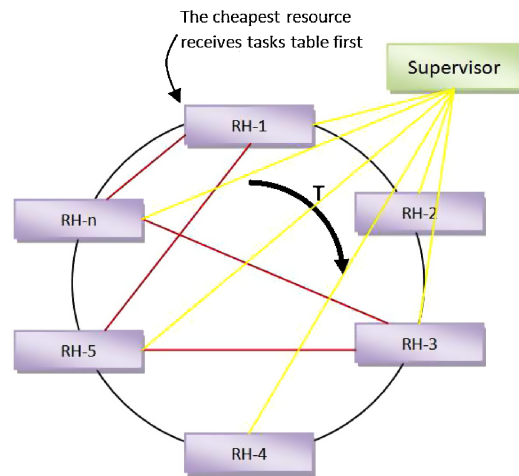 The cheapest resource
receives tasks table first
Supervisor
RH-1
T
RH-n
RH-2
RH-5
RH-3
RH-4